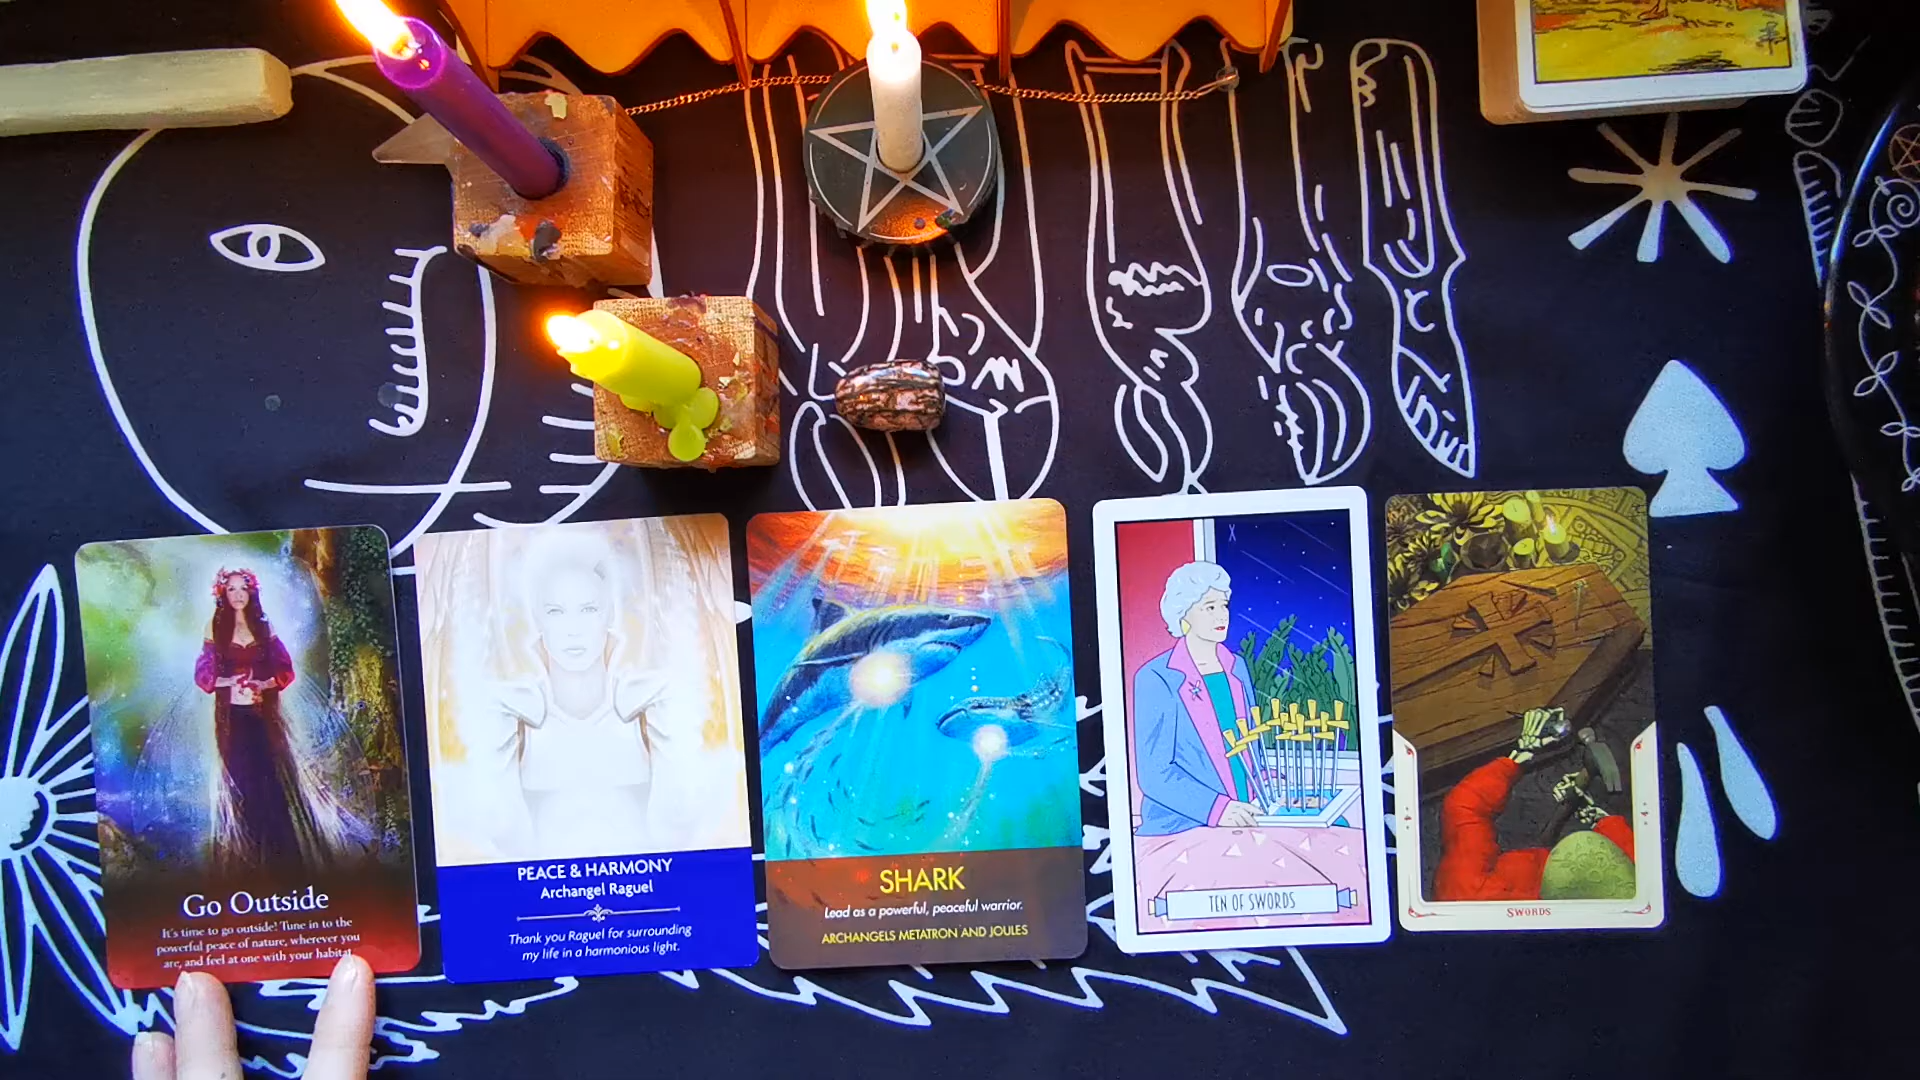 Go Outside
It's time to go outside! Tune in to the
powerful peace of nature, wherever you
are, and feel at one with your habitat.
PEACE & HARMONY
Archangel Raguel
Thank you Raguel for surrounding
my life in a harmonious light.
SHARK
Lead as a powerful, peaceful warrior.
ARCHANGELS METATRON AND JOULES
X
TEN OF SWORDS
4
4
SWORDS